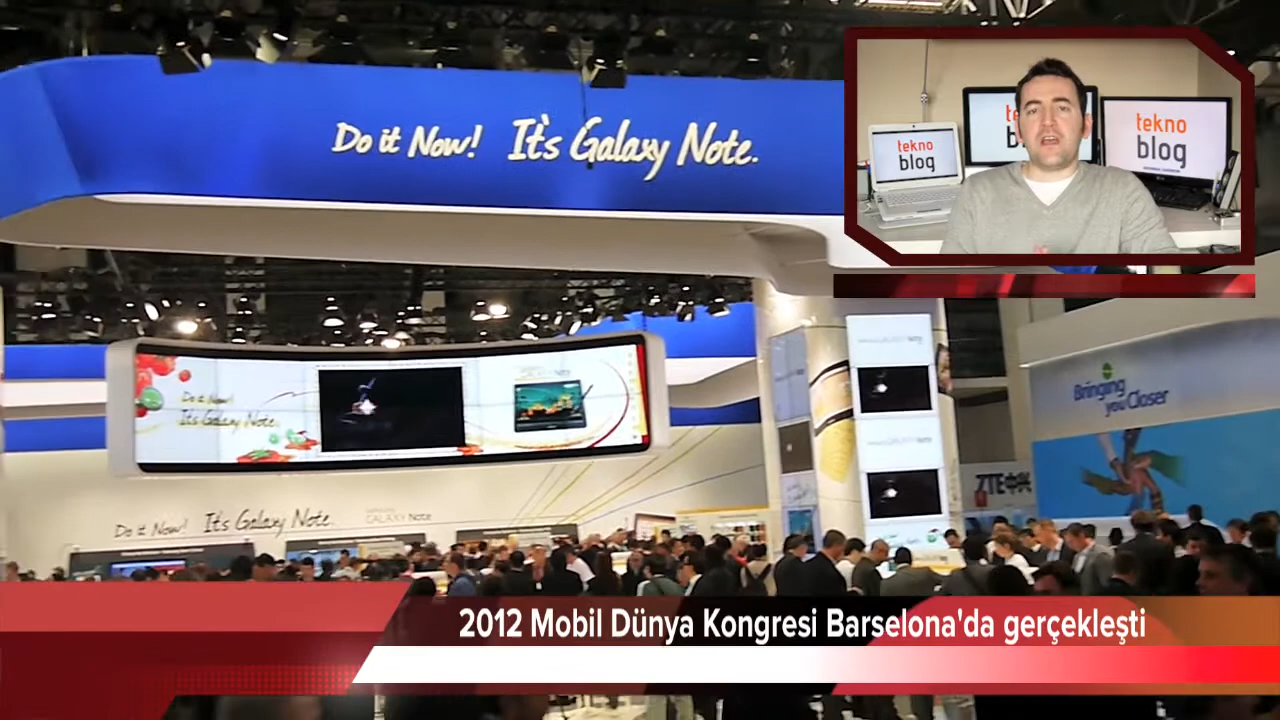 Do it Now! It's Galaxy Note.
tekno
blog
te
b
tekno
blog
Do it Now!
It's Galaxy Note.
Bringing
you Closer
ZTE中兴
Do it Now! It's Galaxy Note.
GALAXY Note
2012 Mobil Dünya Kongresi Barselona'da gerçekleşti